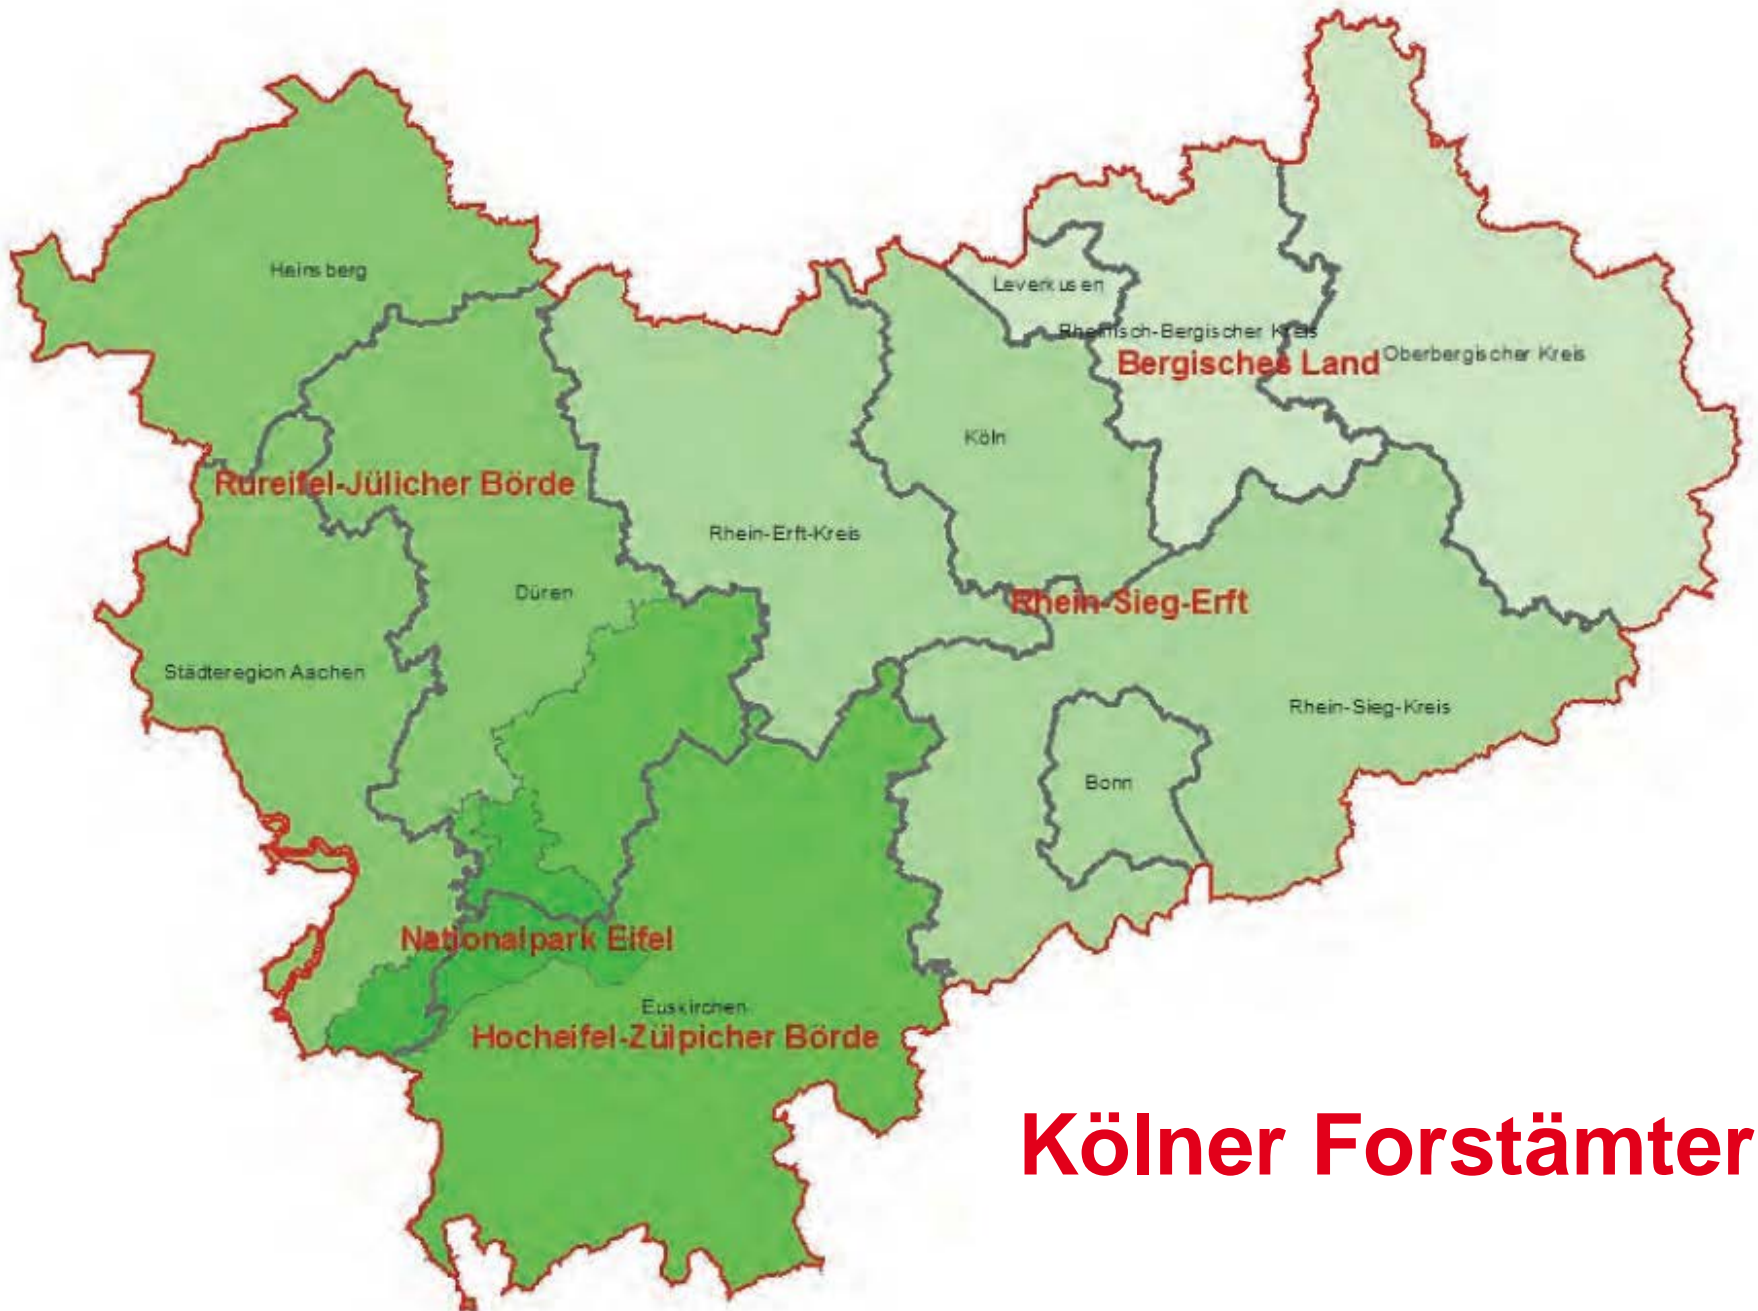 Heinsberg
Leverkusen
Rheinisch-Bergischer Kreis
Bergisches Land
Oberbergischer Kreis
Köln
Rureifel-Jülicher Börde
Rhein-Erft-Kreis
Düren
Rhein-Sieg-Erft
Städteregion Aachen
Rhein-Sieg-Kreis
Bonn
Nationalpark Eifel
Euskirchen
Hocheifel-Zülpicher Börde
Kölner Forstämter